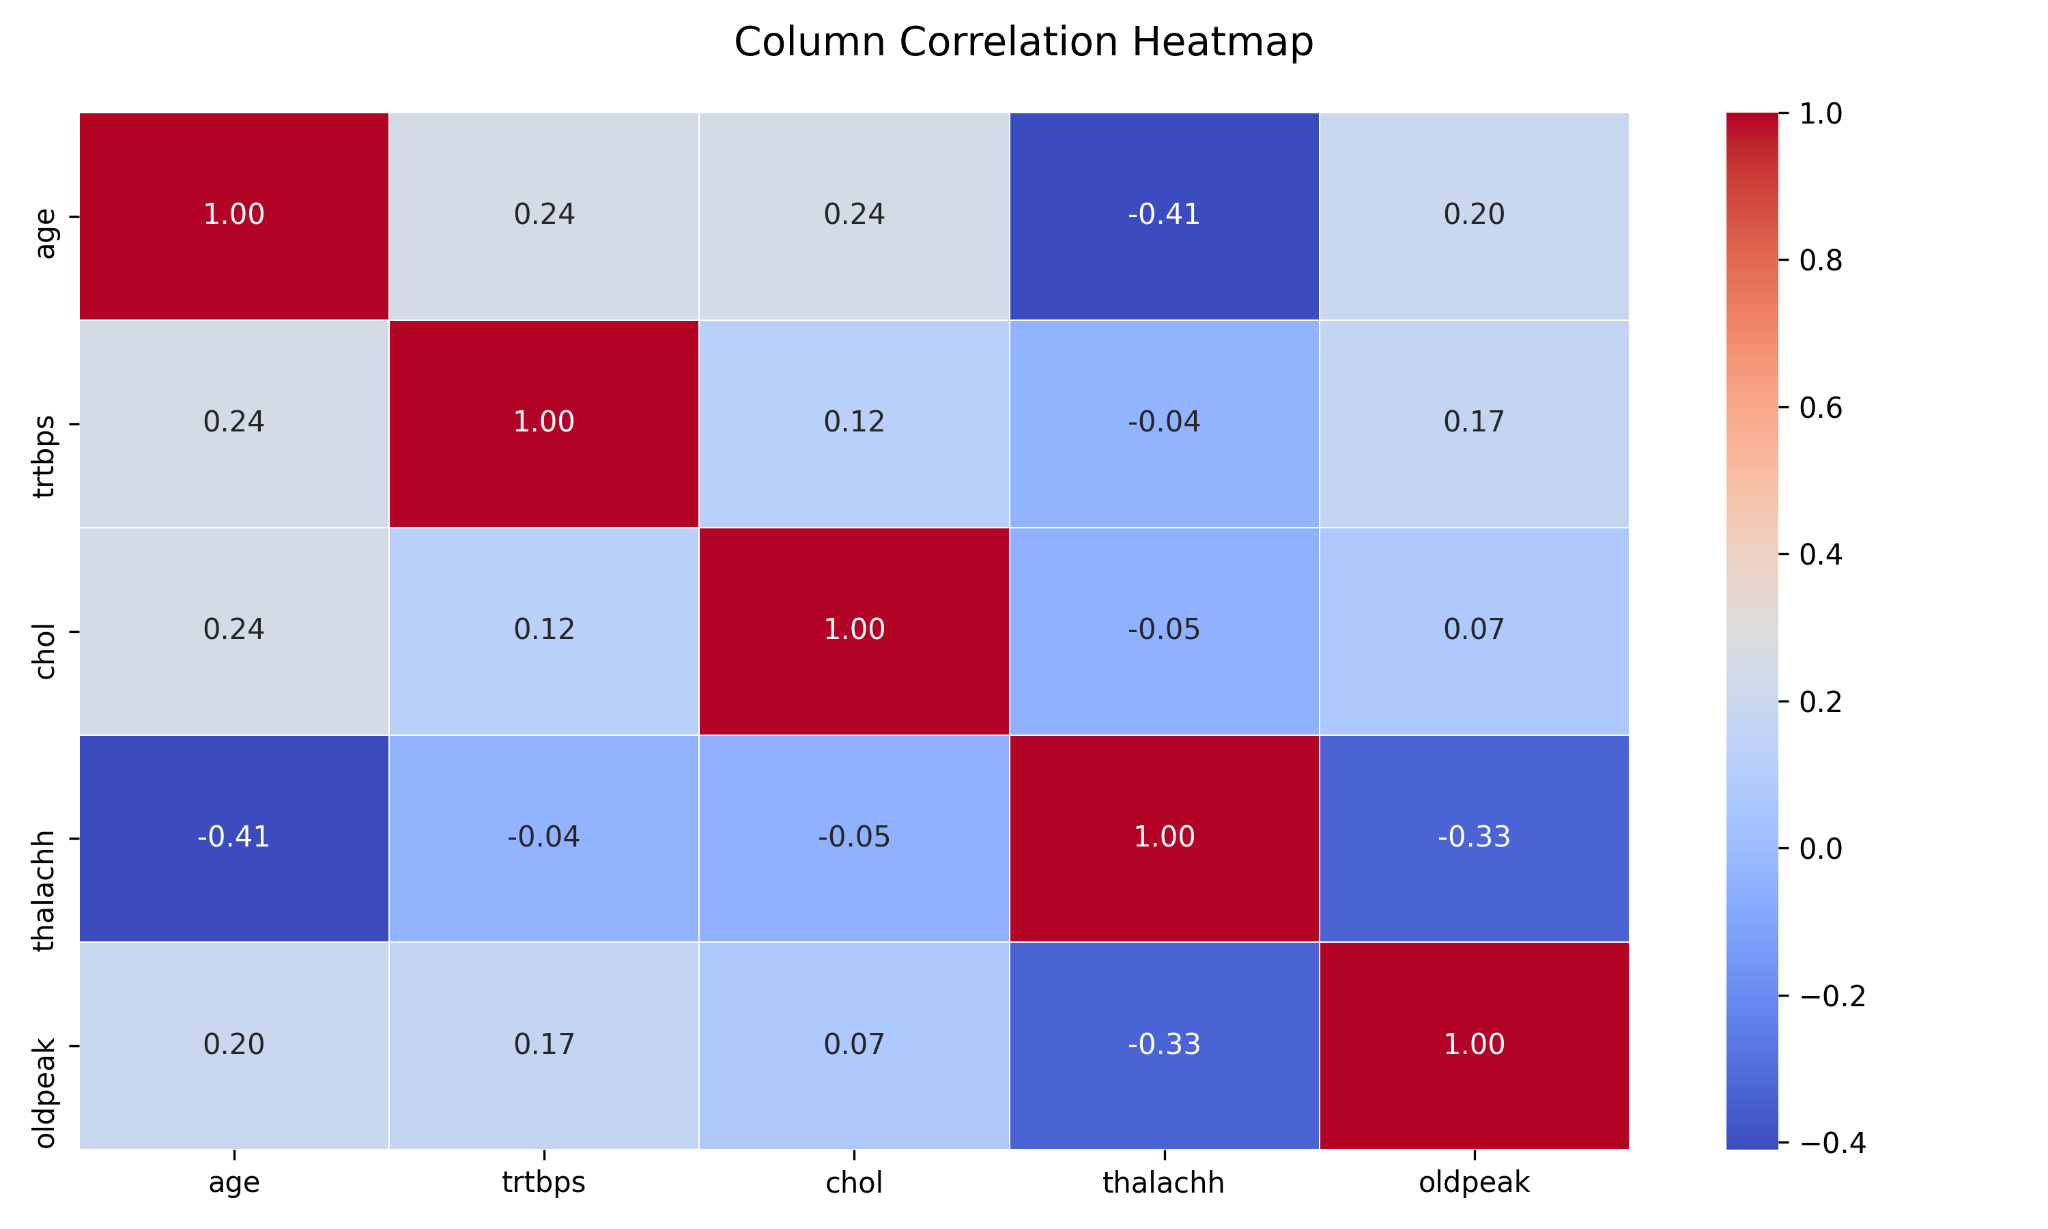 Column Correlation Heatmap
age 1.00 0.24 0.24 -0.41 0.20
trtbps 0.24 1.00 0.12 -0.04 0.17
chol 0.24 0.12 1.00 -0.05 0.07
thalachh -0.41 -0.04 -0.05 1.00 -0.33
oldpeak 0.20 0.17 0.07 -0.33 1.00
age trtbps chol thalachh oldpeak
1.0
0.8
0.6
0.4
0.2
0.0
−0.2
−0.4